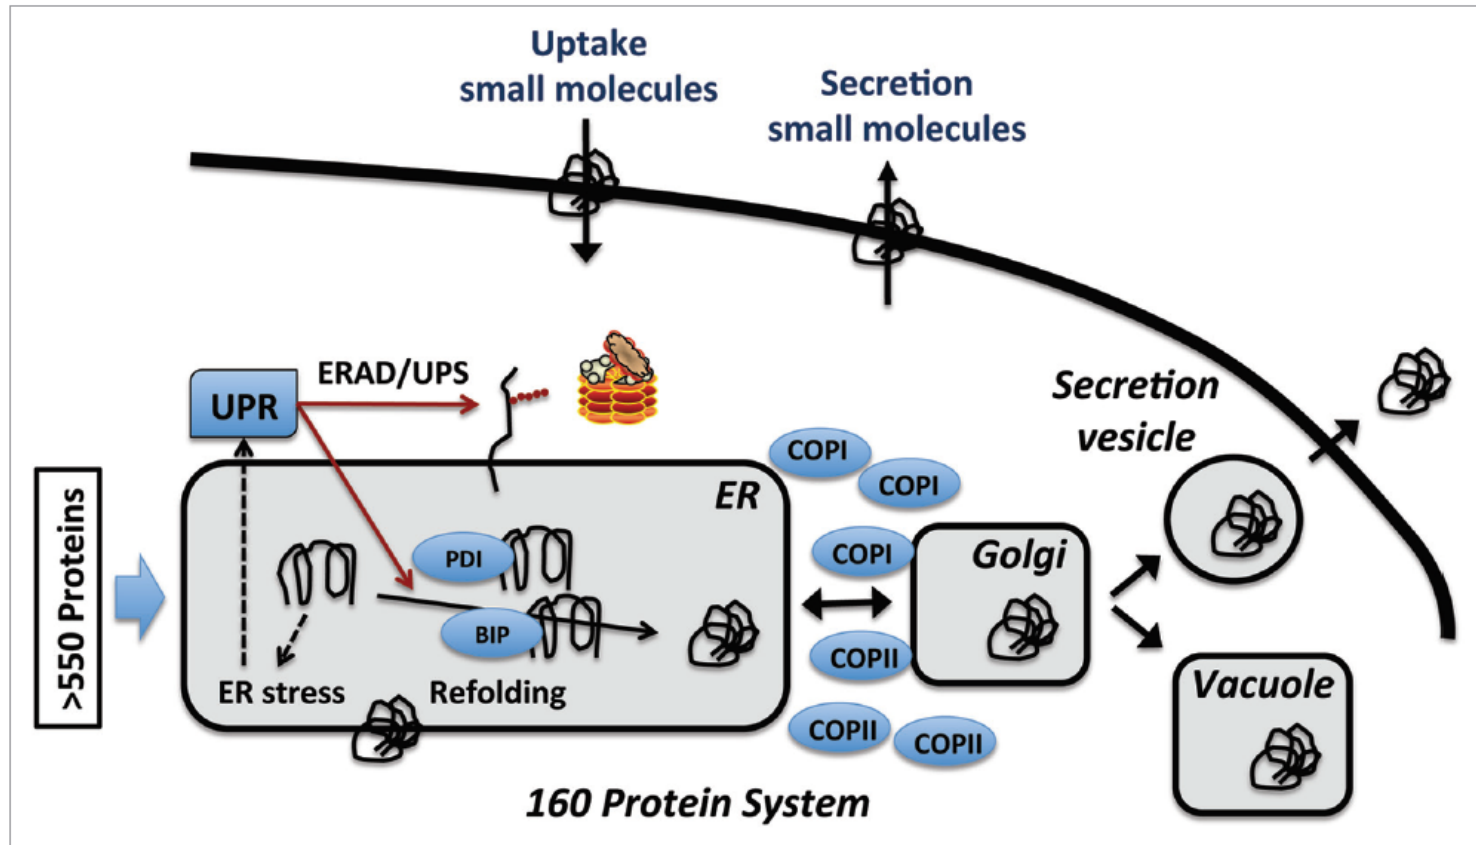 Uptake
small molecules
Secretion
small molecules
ERAD/UPS
UPR
Secretion
vesicle
>550 Proteins
ER
COPI
COPI
COPI
PDI
BIP
ER stress
Refolding
Golgi
COPII
COPII
COPII
Vacuole
160 Protein System